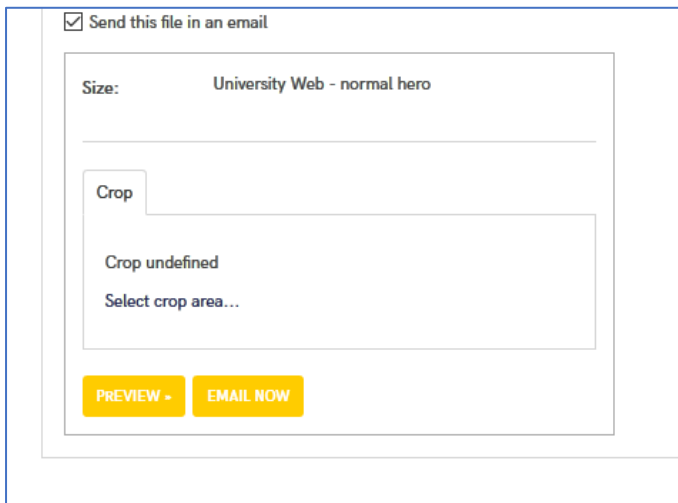 Send this file in an email
Size: University Web - normal hero
Crop
Crop undefined
Select crop area...
PREVIEW »
EMAIL NOW